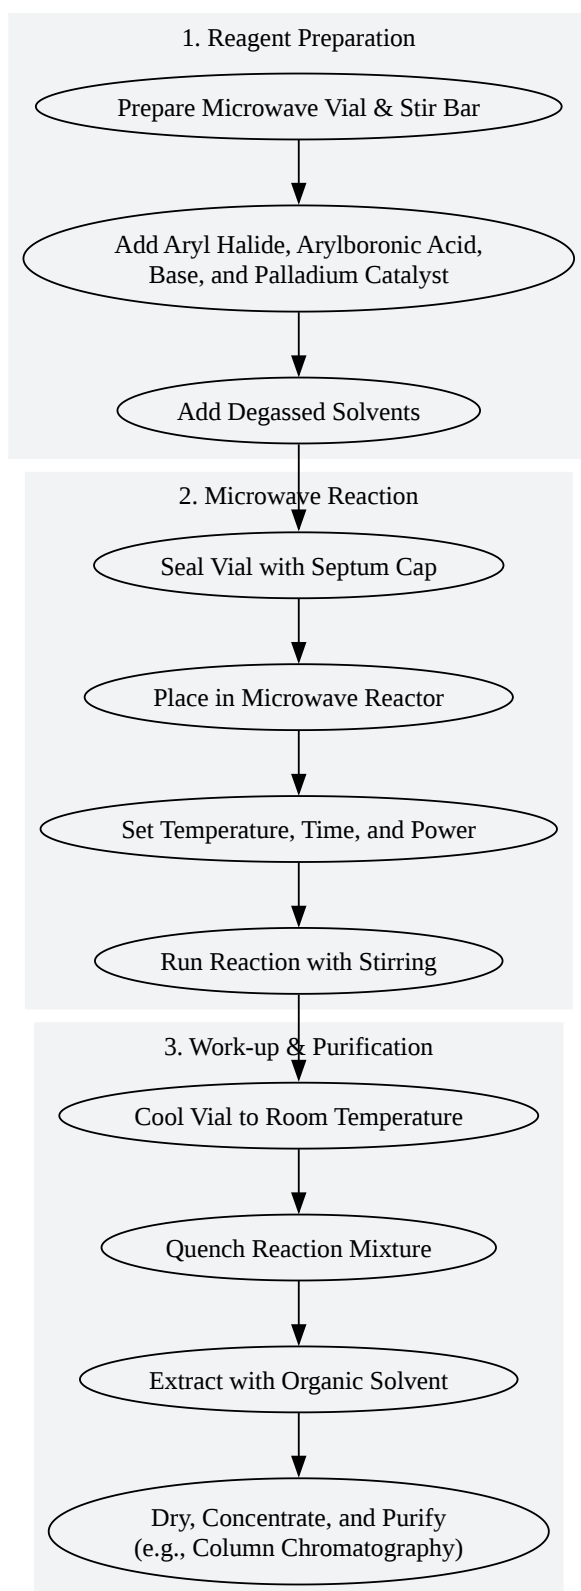 1. Reagent Preparation
Prepare Microwave Vial & Stir Bar
Add Aryl Halide, Arylboronic Acid,
Base, and Palladium Catalyst
Add Degassed Solvents
2. Microwave Reaction
Seal Vial with Septum Cap
Place in Microwave Reactor
Set Temperature, Time, and Power
Run Reaction with Stirring
3. Work-up & Purification
Cool Vial to Room Temperature
Quench Reaction Mixture
Extract with Organic Solvent
Dry, Concentrate, and Purify
(e.g., Column Chromatography)